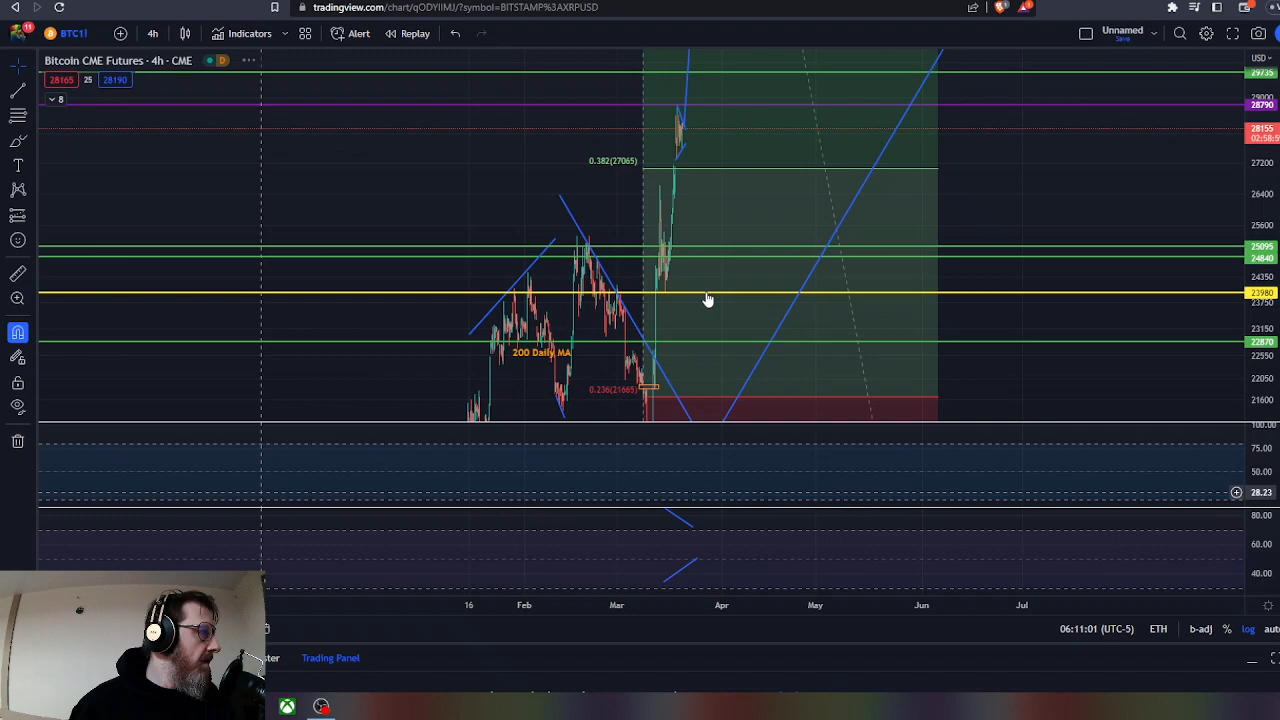 tradingview.com/chart/qODYIIMJ/?symbol=BITSTAMP%3AXRPUSD
11
BTC1!
4h
Indicators
Alert
Replay
Unnamed
Save
Bitcoin CME Futures · 4h · CME
D
USD
28165
25
28190
8
29735
29000
28790
28155
27200
26400
25600
25095
24840
24350
23980
23750
23150
22870
22550
22050
21600
0.382(27065)
200 Daily MA
0.236(21665)
100.00
75.00
50.00
28.23
80.00
60.00
40.00
16
Feb
Mar
Apr
May
Jun
Jul
06:11:01 (UTC-5)
ETH
b-adj
%
log
Trading Panel